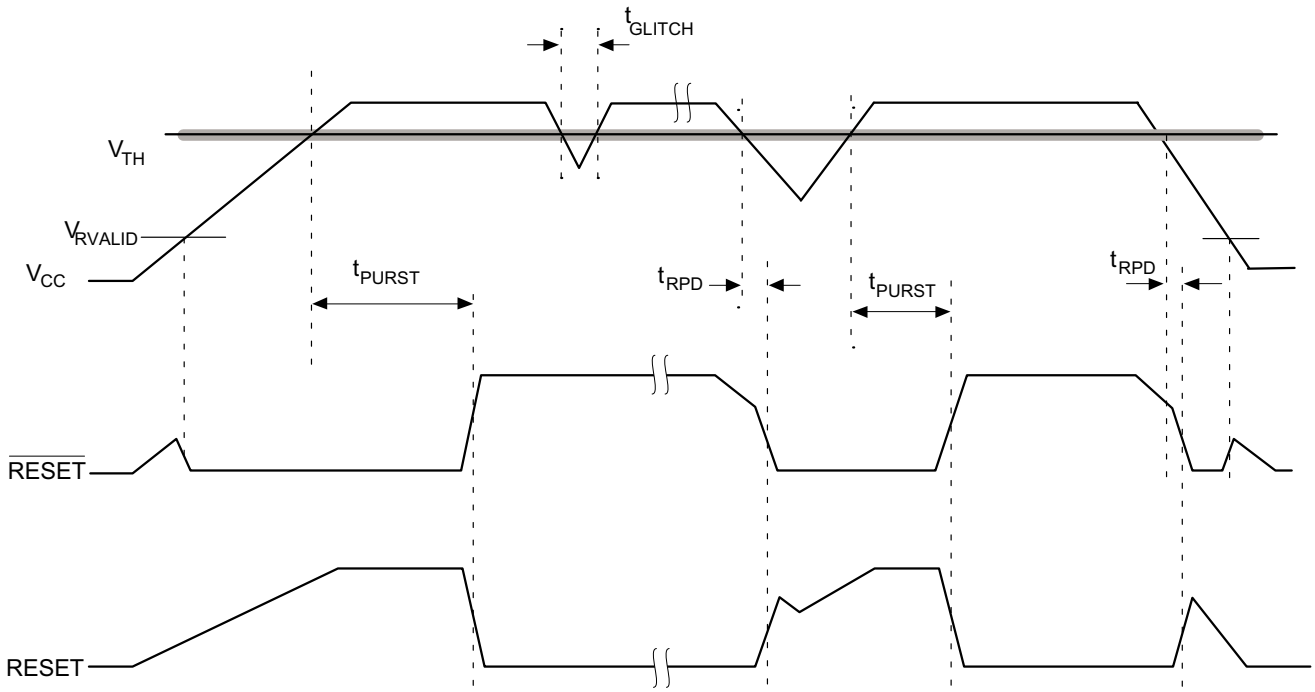 tGLITCH
VTH
VRVALID
VCC
tPURST
tRPD
tPURST
tRPD
RESET
RESET